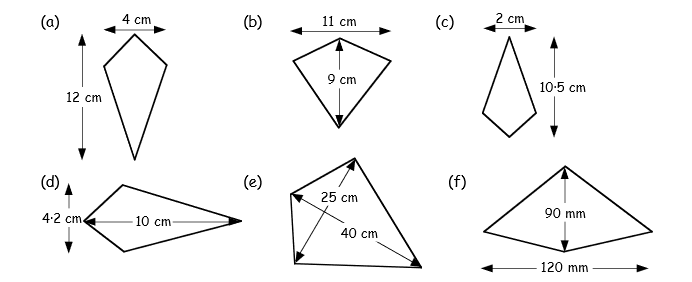 (a)
4 cm
12 cm
(b)
11 cm
9 cm
(c)
2 cm
10·5 cm
(d)
4·2 cm
10 cm
(e)
25 cm
40 cm
(f)
90 mm
120 mm